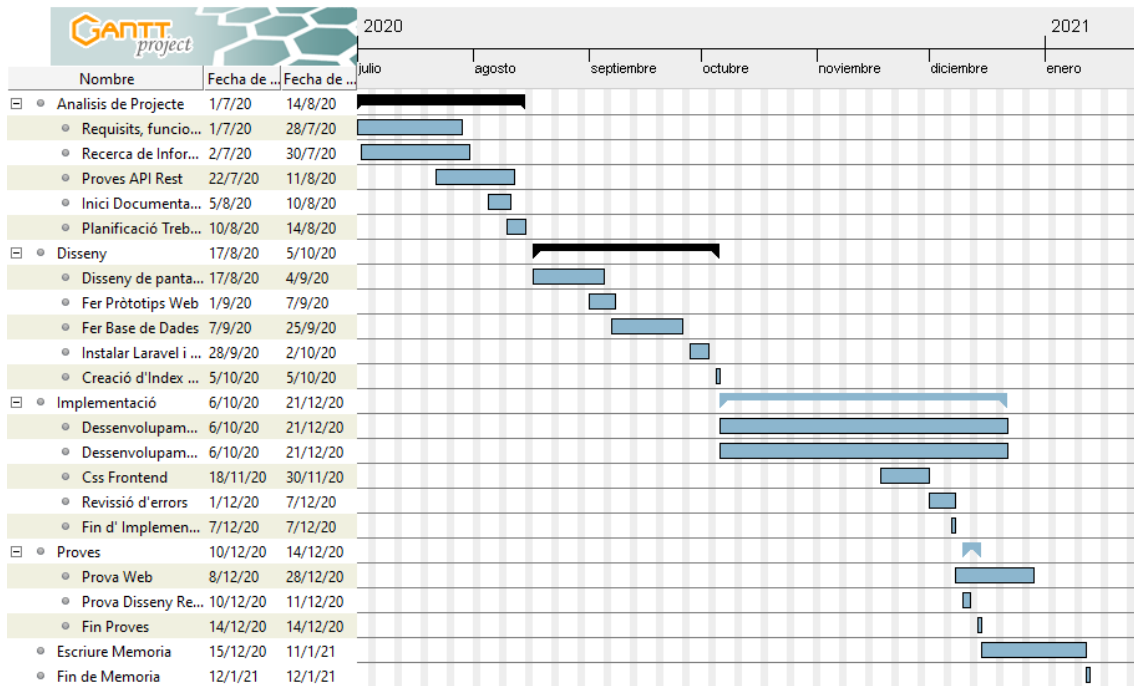 GANTT project
2020 2021
Nombre Fecha de ... Fecha de ... julio agosto septiembre octubre noviembre diciembre enero
Analisis de Projecte 1/7/20 14/8/20
Requisits, funcio... 1/7/20 28/7/20
Recerca de Infor... 2/7/20 30/7/20
Proves API Rest 22/7/20 11/8/20
Inici Documenta... 5/8/20 10/8/20
Planificació Treb... 10/8/20 14/8/20
Disseny 17/8/20 5/10/20
Disseny de panta... 17/8/20 4/9/20
Fer Pròtotips Web 1/9/20 7/9/20
Fer Base de Dades 7/9/20 25/9/20
Instalar Laravel i ... 28/9/20 2/10/20
Creació d'Index ... 5/10/20 5/10/20
Implementació 6/10/20 21/12/20
Dessenvolupam... 6/10/20 21/12/20
Dessenvolupam... 6/10/20 21/12/20
Css Frontend 18/11/20 30/11/20
Revissió d'errors 1/12/20 7/12/20
Fin d' Implemen... 7/12/20 7/12/20
Proves 10/12/20 14/12/20
Prova Web 8/12/20 28/12/20
Prova Disseny Re... 10/12/20 11/12/20
Fin Proves 14/12/20 14/12/20
Escriure Memoria 15/12/20 11/1/21
Fin de Memoria 12/1/21 12/1/21